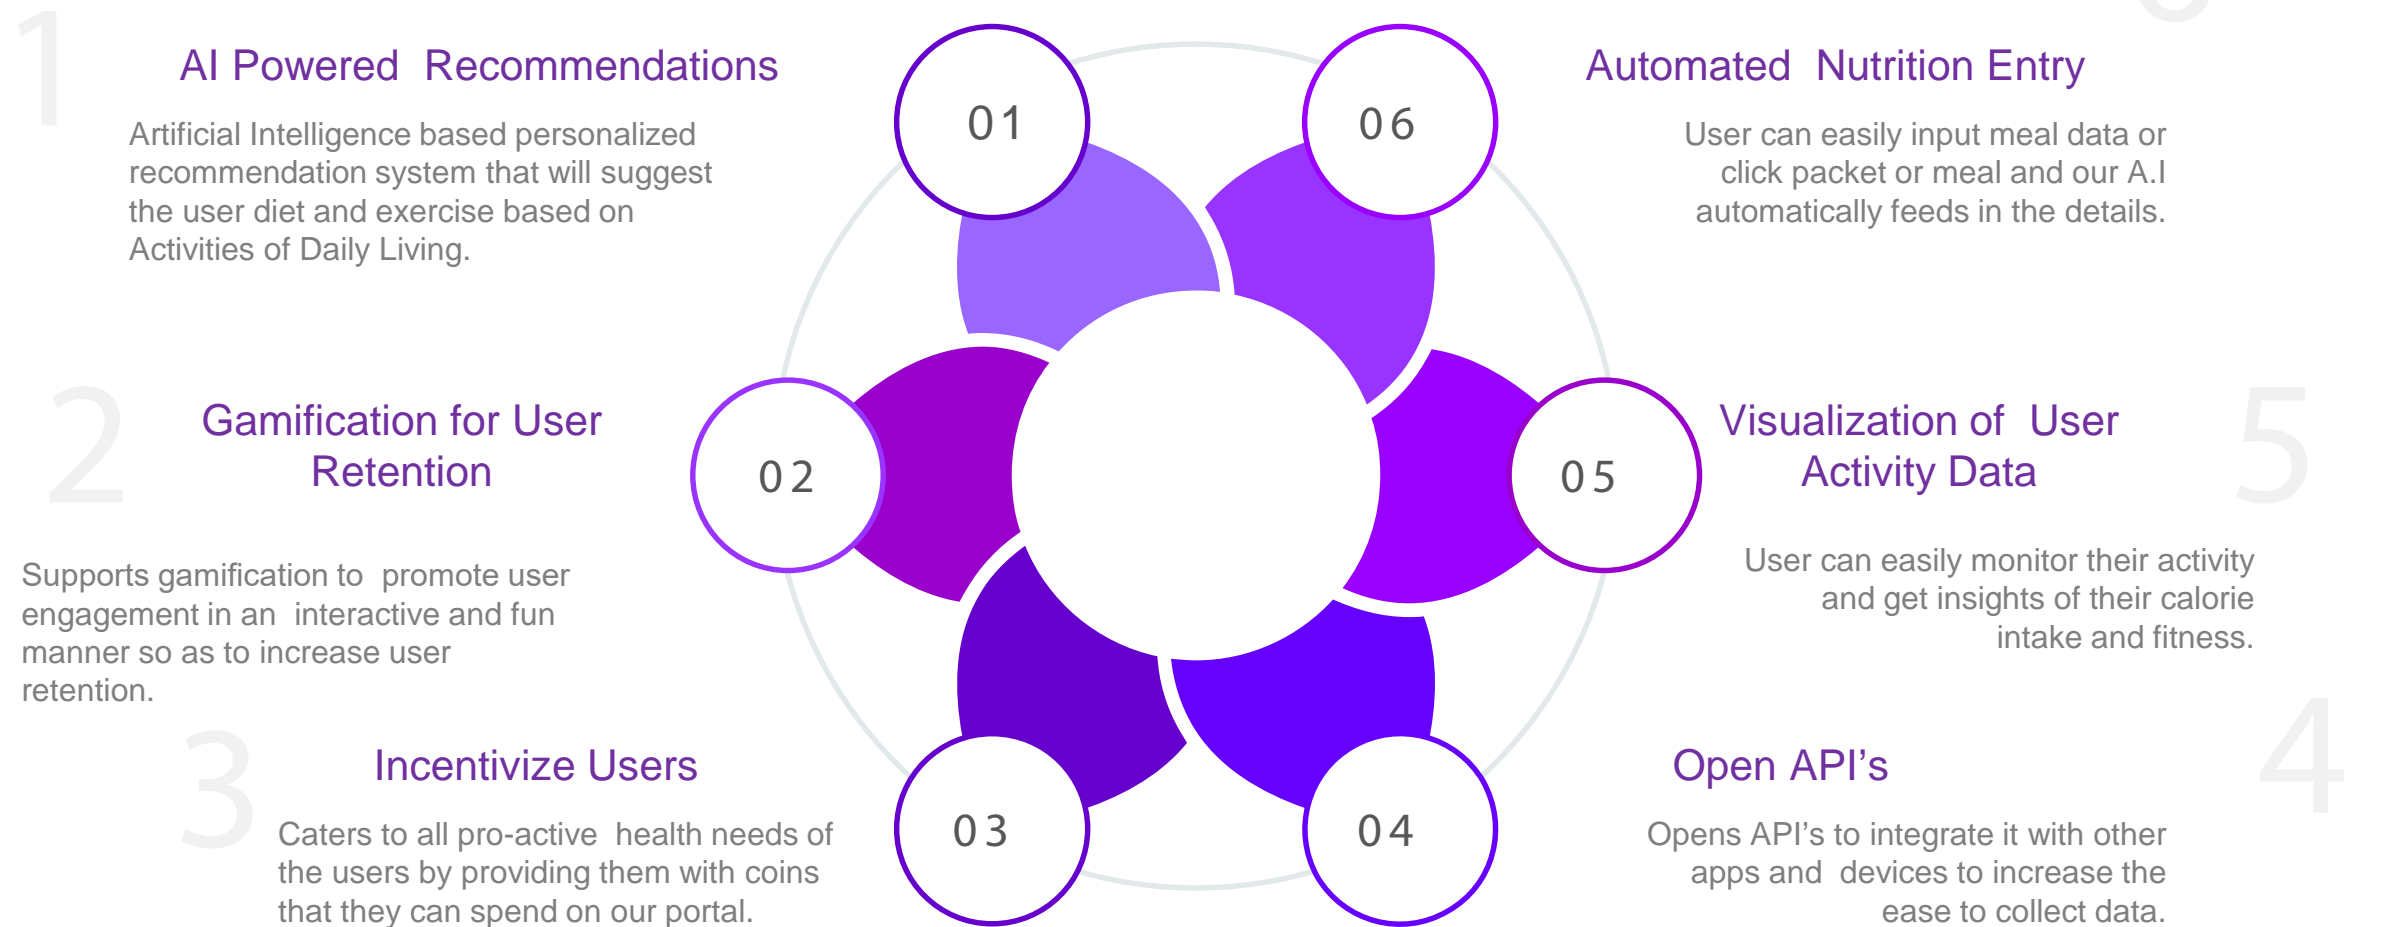 1
AI Powered  Recommendations
Artificial Intelligence based personalized
recommendation system that will suggest
the user diet and exercise based on
Activities of Daily Living.
01
2
Gamification for User
Retention
Supports gamification to  promote user
engagement in an  interactive and fun
manner so as to increase user
retention.
02
3
Incentivize Users
Caters to all pro-active  health needs of
the users by providing them with coins
that they can spend on our portal.
03
06
Automated  Nutrition Entry
User can easily input meal data or
click packet or meal and our A.I
automatically feeds in the details.
05
Visualization of  User
Activity Data
5
User can easily monitor their activity
and get insights of their calorie
intake and fitness.
04
Open API’s
4
Opens API’s to integrate it with other
apps and  devices to increase the
ease to collect data.